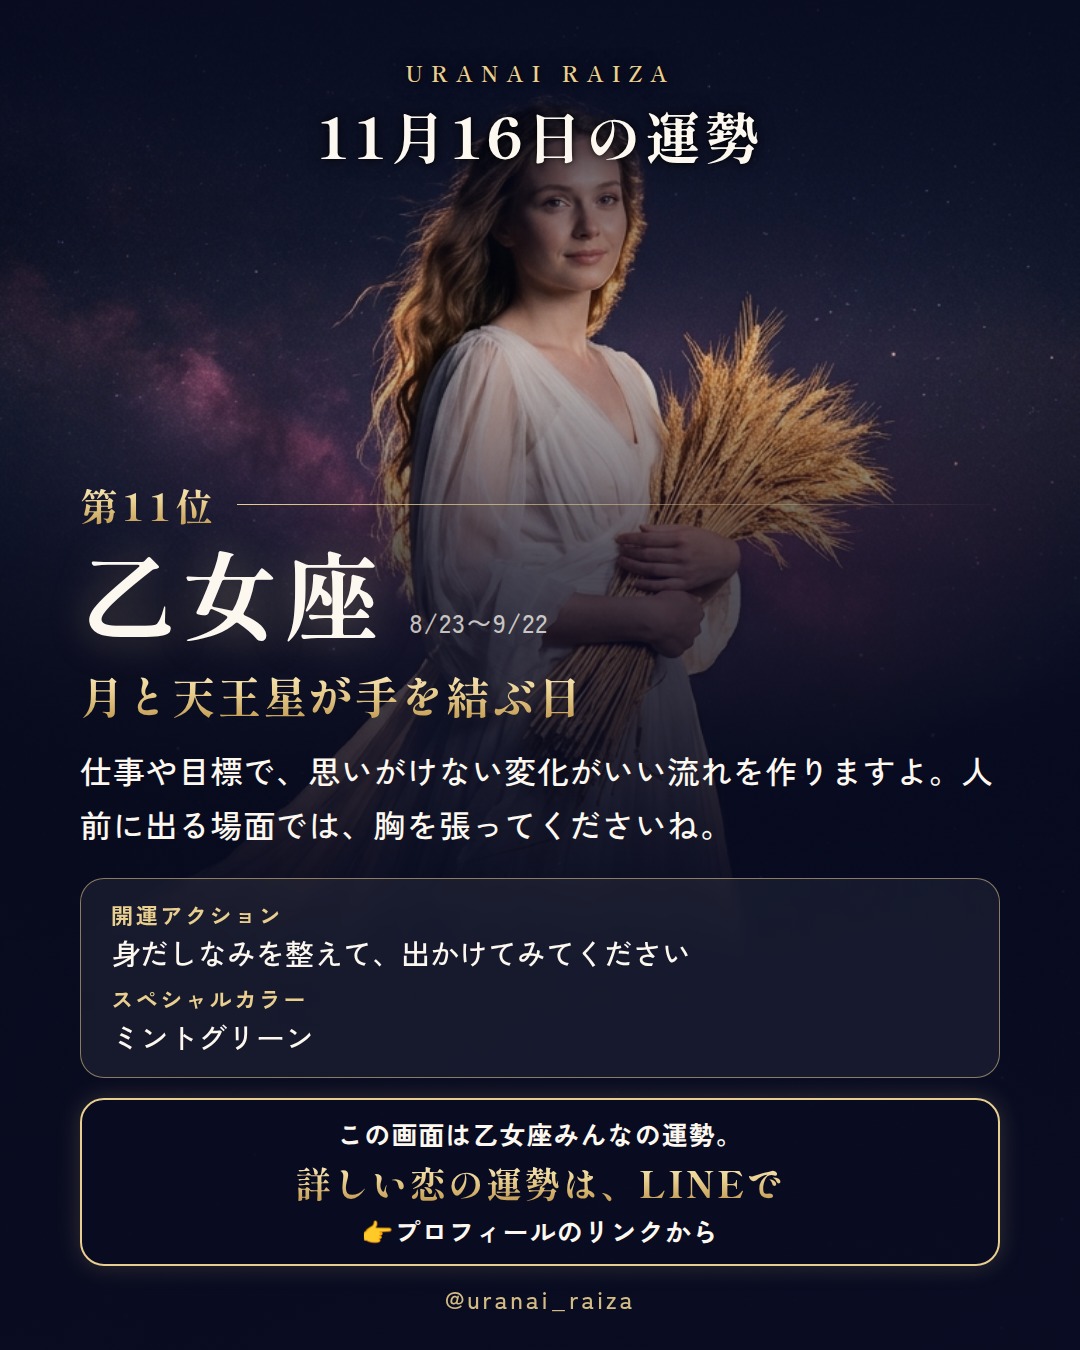 URANAI RAIZA
11月16日の運勢
第11位
乙女座 8/23〜9/22
月と天王星が手を結ぶ日
仕事や目標で、思いがけない変化がいい流れを作りますよ。人
前に出る場面では、胸を張ってくださいね。
開運アクション
身だしなみを整えて、出かけてみてください
スペシャルカラー
ミントグリーン
この画面は乙女座みんなの運勢。
詳しい恋の運勢は、LINEで
👉プロフィールのリンクから
@uranai_raiza